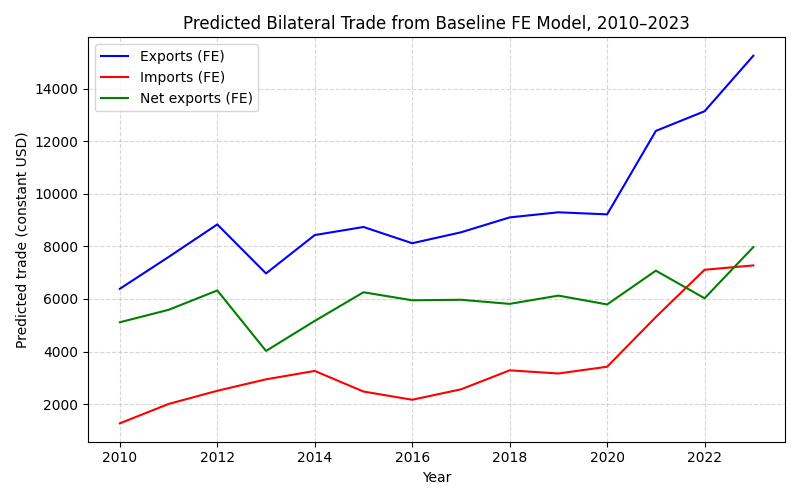 Predicted Bilateral Trade from Baseline FE Model, 2010–2023
Exports (FE)
Imports (FE)
Net exports (FE)
Predicted trade (constant USD)
14000
12000
10000
8000
6000
4000
2000
2010 2012 2014 2016 2018 2020 2022
Year